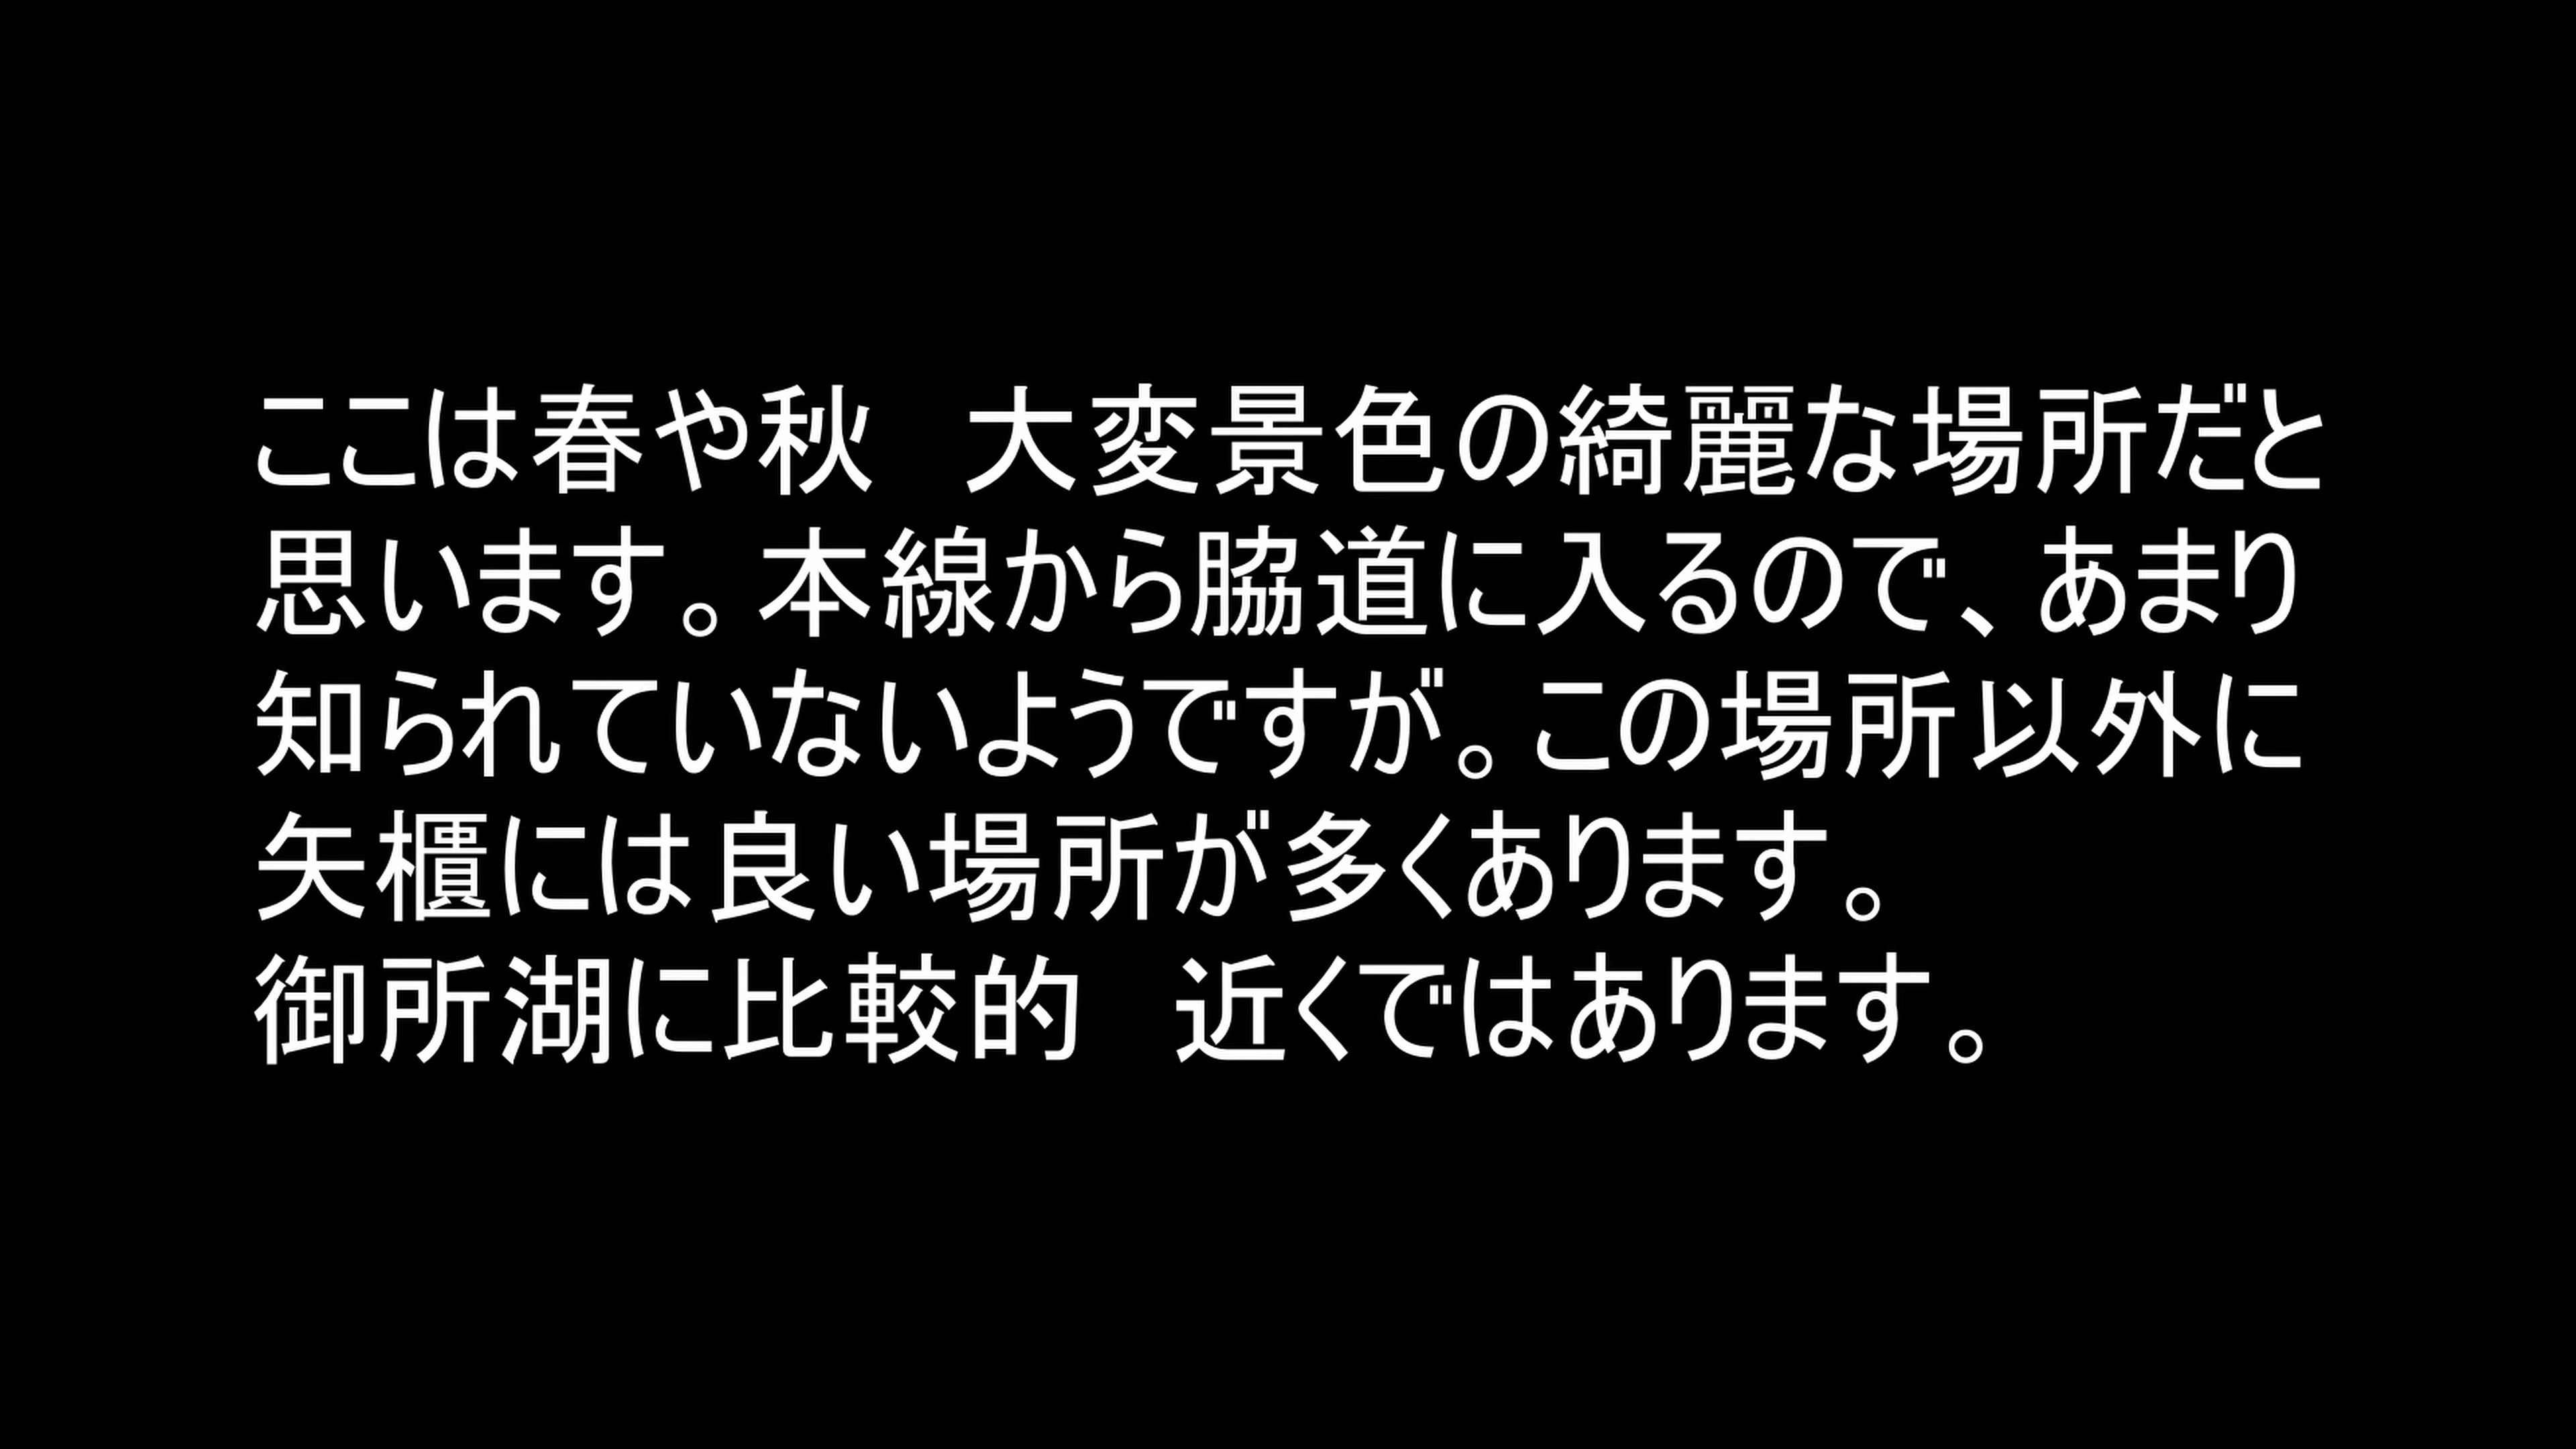 ここは春や秋　大変景色の綺麗な場所だと
思います。本線から脇道に入るので、あまり
知られていないようですが。この場所以外に
矢櫃には良い場所が多くあります。
御所湖に比較的　近くではあります。